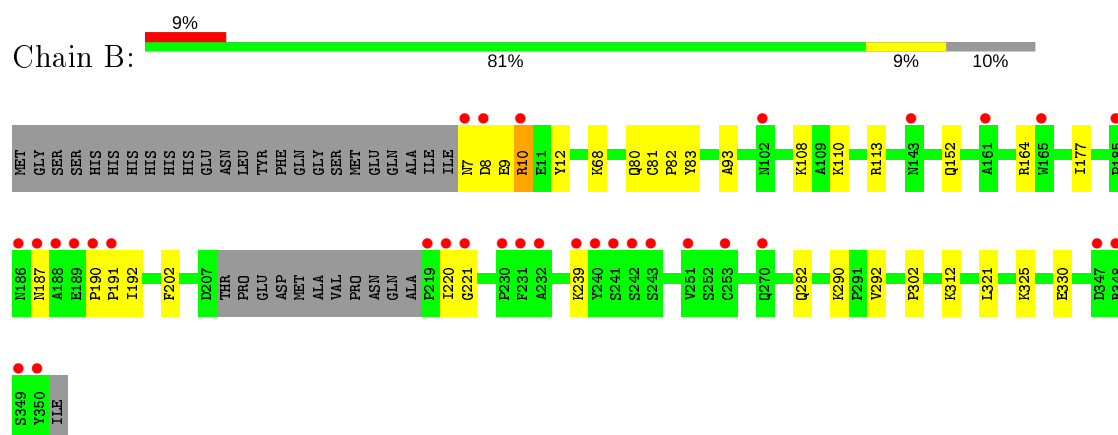 9%
Chain B:
81% 9% 10%
MET GLY SER SER HIS HIS HIS HIS HIS HIS GLU ASN LEU TYR PHE GLN GLY SER MET GLU GLN ALA ILE ILE N7 D8 E9 R10 E11 Y12 K68 Q80 C81 P82 Y83 A93 N102 K108 A109 K110 R113 N143 Q152 A161 R164 W165 I177
N186 N187 A188 E189 P190 P191 I192 F202 D207 THR PRO GLU ASP MET ALA VAL PRO ASN GLN ALA P219 I220 G221 P230 F231 A232 K239 Y240 S241 S242 S243 V251 S252 C253 Q270 Q282 K290 P291 V292 P302 K312 L321 K325 E330 D347
S349 Y350 ILE